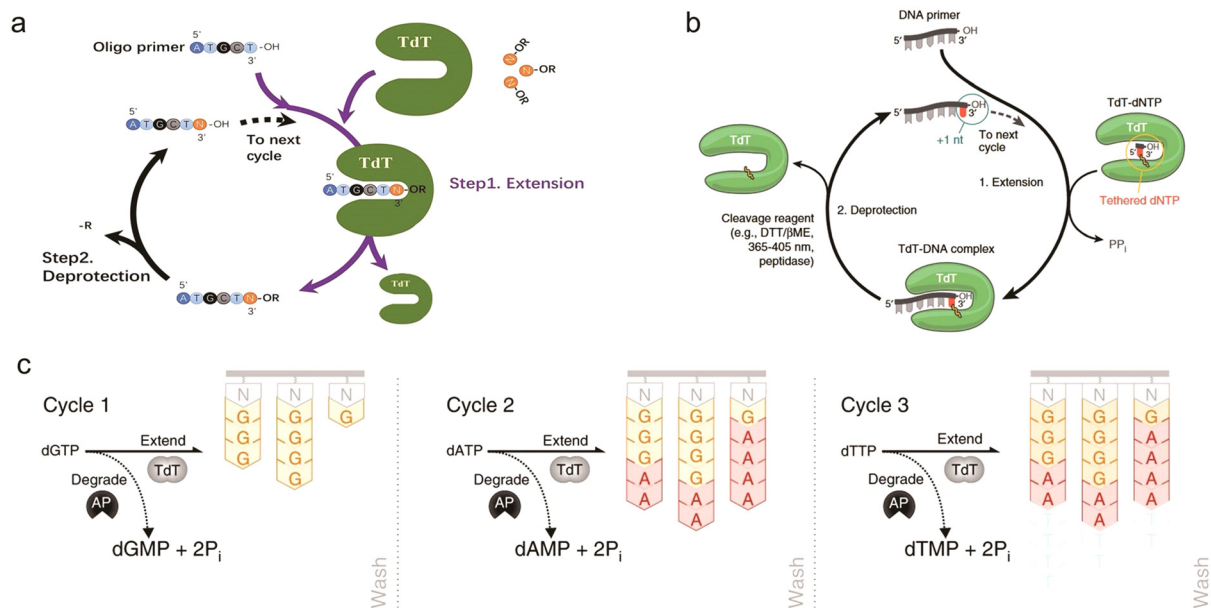 a
Oligo primer
5'
A T G C T -OH
3'
TdT
N -OR
N -OR
N -OR
5'
A T G C T N -OH
3'
To next
cycle
TdT
5'
A T G C T N -OR
3'
Step1. Extension
-R
Step2.
Deprotection
5'
A T G C T N -OR
3'
TdT
b
DNA primer
5' 3' -OH
5' 3' -OH
+1 nt
To next
cycle
TdT-dNTP
TdT
5' 3' -OH
Tethered dNTP
TdT
1. Extension
2. Deprotection
Cleavage reagent
(e.g., DTT/βME,
365-405 nm,
peptidase)
PPi
TdT-DNA complex
TdT
5' 3' -OH
c
Cycle 1
dGTP
Extend
TdT
Degrade
AP
dGMP + 2Pi
N N N
G G G
G G
G G
G
Wash
Cycle 2
dATP
Extend
TdT
Degrade
AP
dAMP + 2Pi
N N N
G G G
G G A
G G A
A G A
A A A
A
Wash
Cycle 3
dTTP
Extend
TdT
Degrade
AP
dTMP + 2Pi
N N N
G G G
G G A
G G A
A G A
A A A
A
Wash